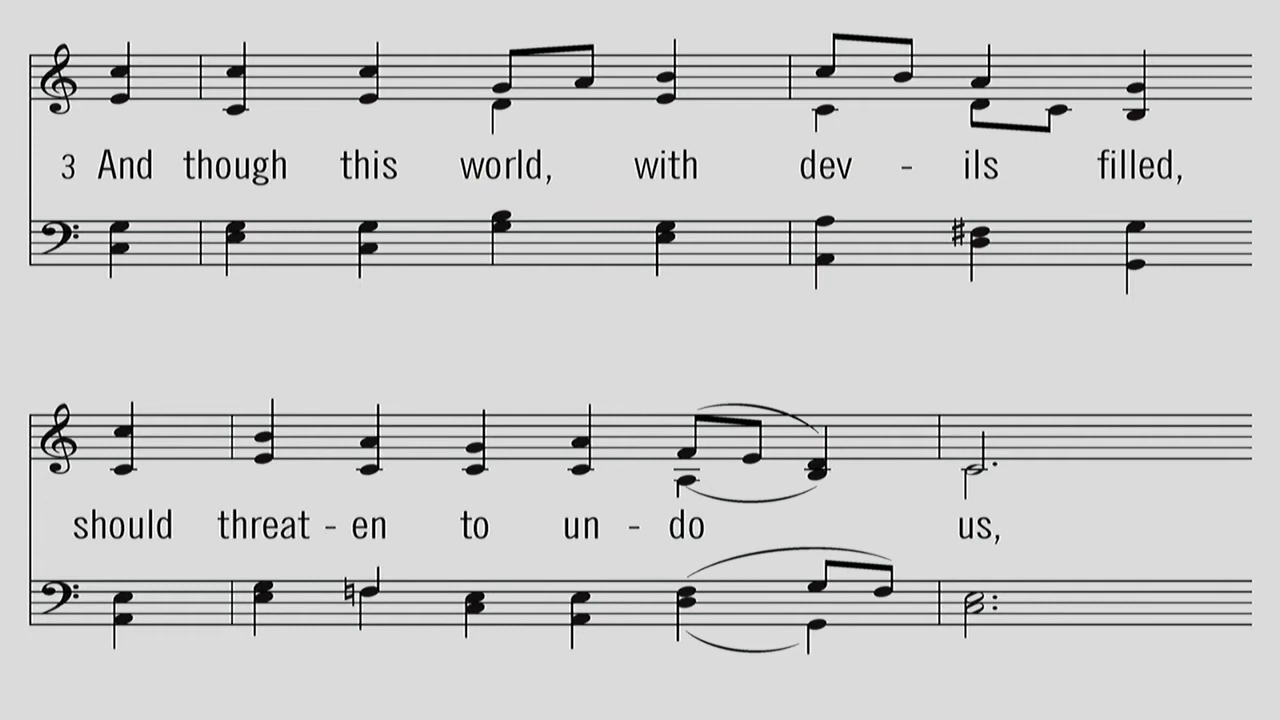 3 And though this world, with dev - ils filled,
should threat - en to un - do us,